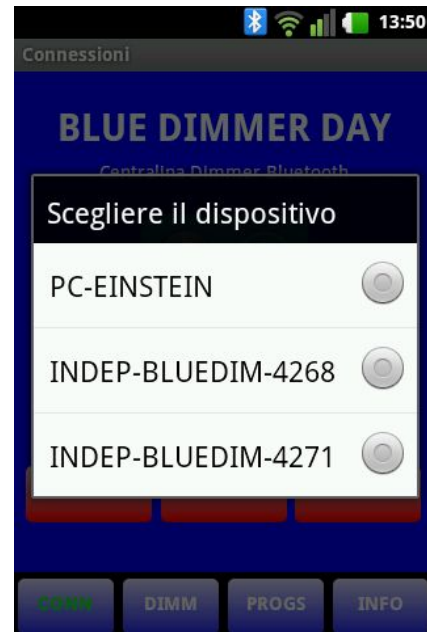 13:50
Connessioni
BLUE DIMMER DAY
Centralina Dimmer Bluetooth
Scegliere il dispositivo
PC-EINSTEIN
INDEP-BLUEDIM-4268
INDEP-BLUEDIM-4271
CONN DIMM PROGS INFO